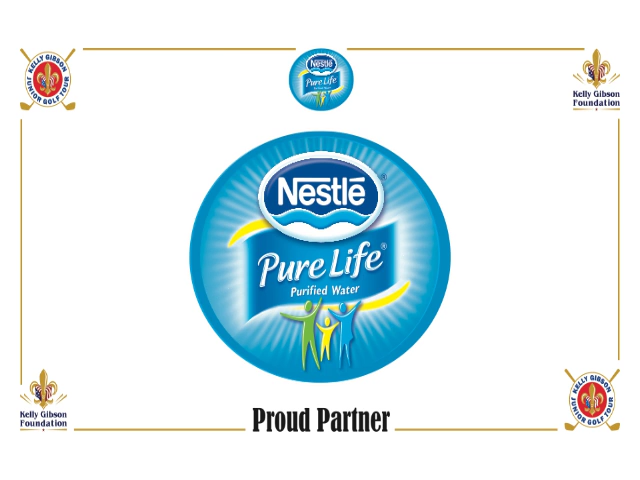 KELLY GIBSON
JUNIOR GOLF TOUR
Nestlé
Pure Life
Kelly Gibson
Foundation
Nestlé®
Pure Life®
Purified Water
Kelly Gibson
Foundation
Proud Partner
KELLY GIBSON
JUNIOR GOLF TOUR